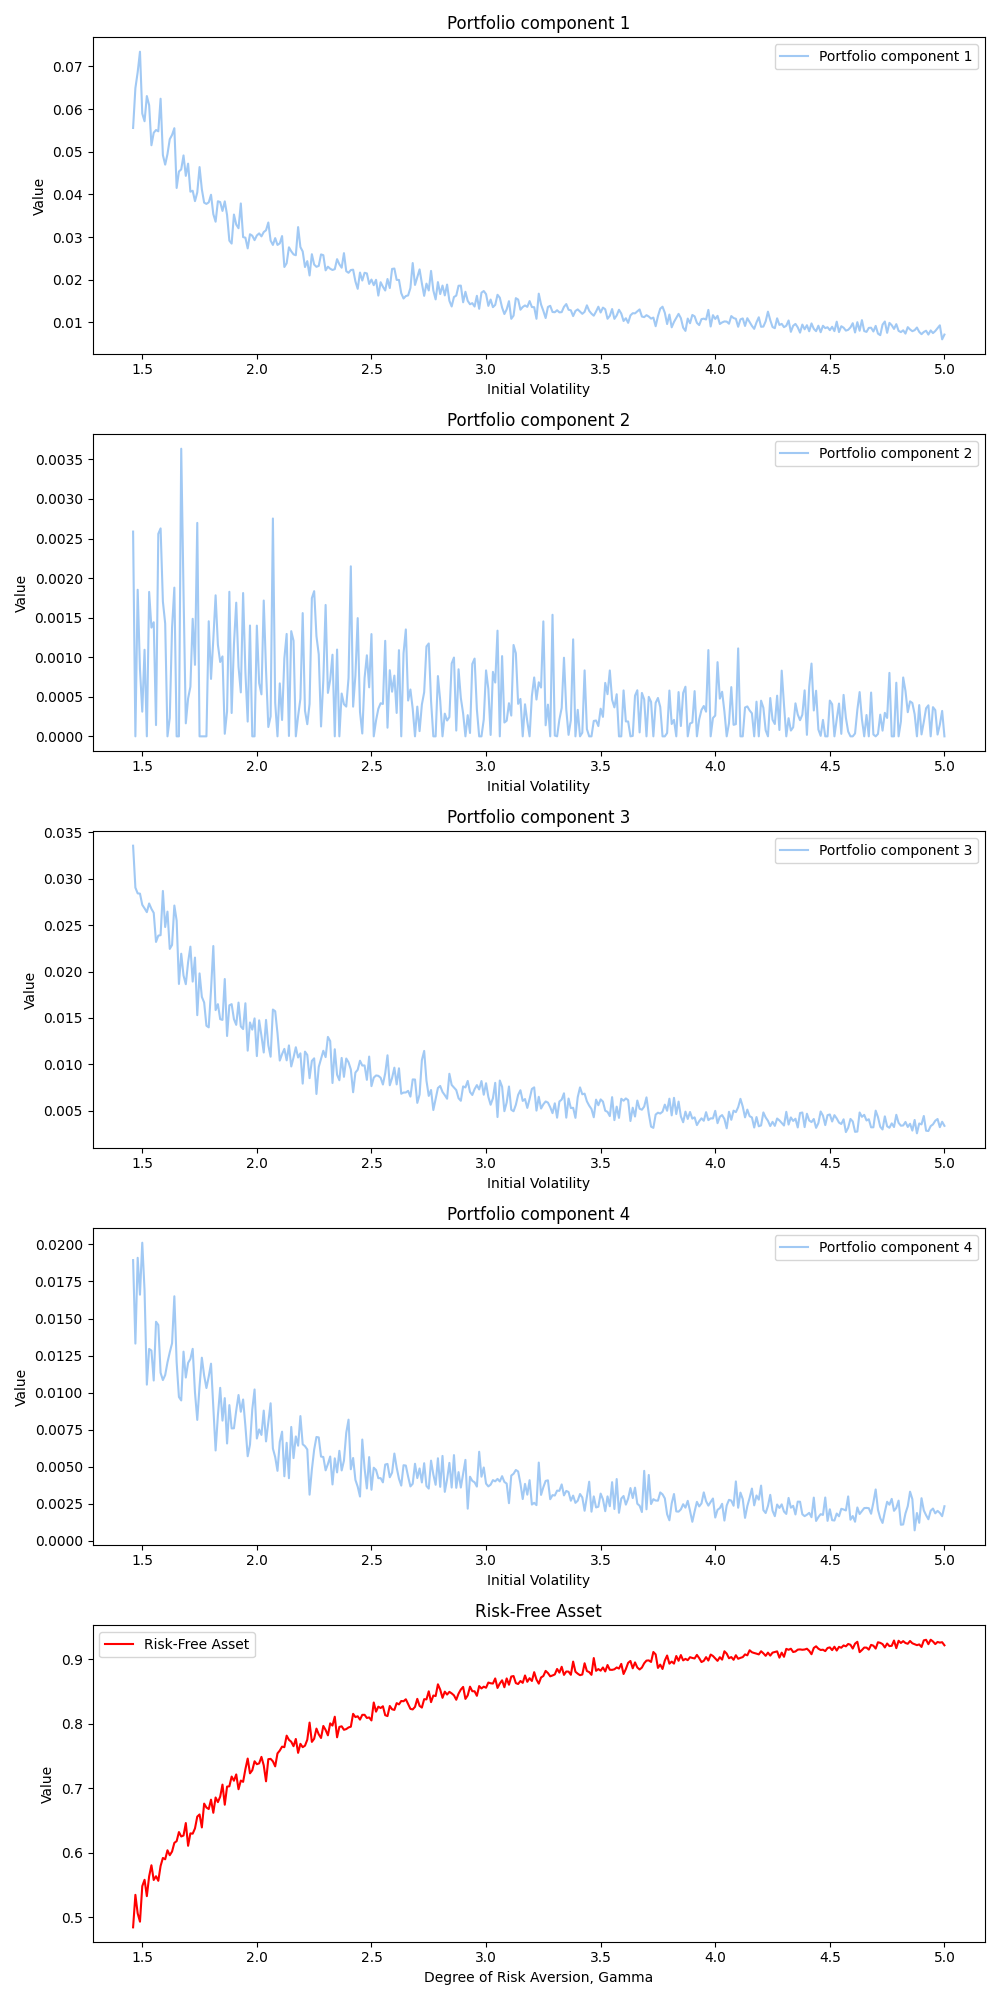 Portfolio component 1
Portfolio component 1
0.07
0.06
0.05
0.04
0.03
0.02
0.01
Value
1.5 2.0 2.5 3.0 3.5 4.0 4.5 5.0
Initial Volatility
Portfolio component 2
Portfolio component 2
0.0035
0.0030
0.0025
0.0020
0.0015
0.0010
0.0005
0.0000
Value
1.5 2.0 2.5 3.0 3.5 4.0 4.5 5.0
Initial Volatility
Portfolio component 3
Portfolio component 3
0.035
0.030
0.025
0.020
0.015
0.010
0.005
Value
1.5 2.0 2.5 3.0 3.5 4.0 4.5 5.0
Initial Volatility
Portfolio component 4
Portfolio component 4
0.0200
0.0175
0.0150
0.0125
0.0100
0.0075
0.0050
0.0025
0.0000
Value
1.5 2.0 2.5 3.0 3.5 4.0 4.5 5.0
Initial Volatility
Risk-Free Asset
Risk-Free Asset
0.9
0.8
0.7
0.6
0.5
Value
1.5 2.0 2.5 3.0 3.5 4.0 4.5 5.0
Degree of Risk Aversion, Gamma